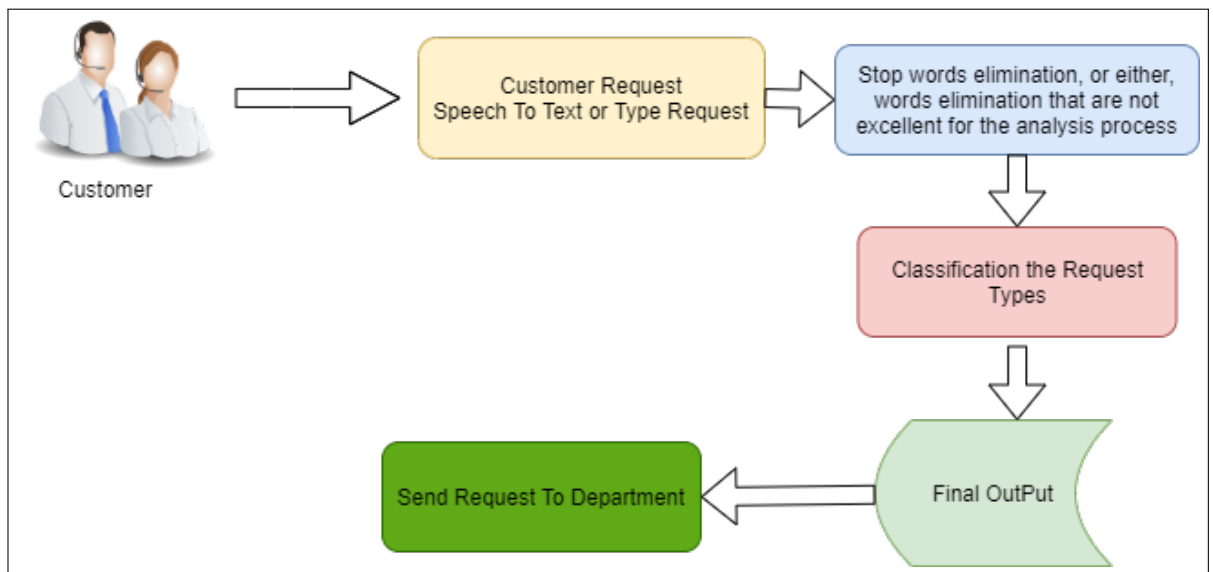 Customer
Customer Request
Speech To Text or Type Request
Stop words elimination, or either,
words elimination that are not
excellent for the analysis process
Classification the Request
Types
Final OutPut
Send Request To Department